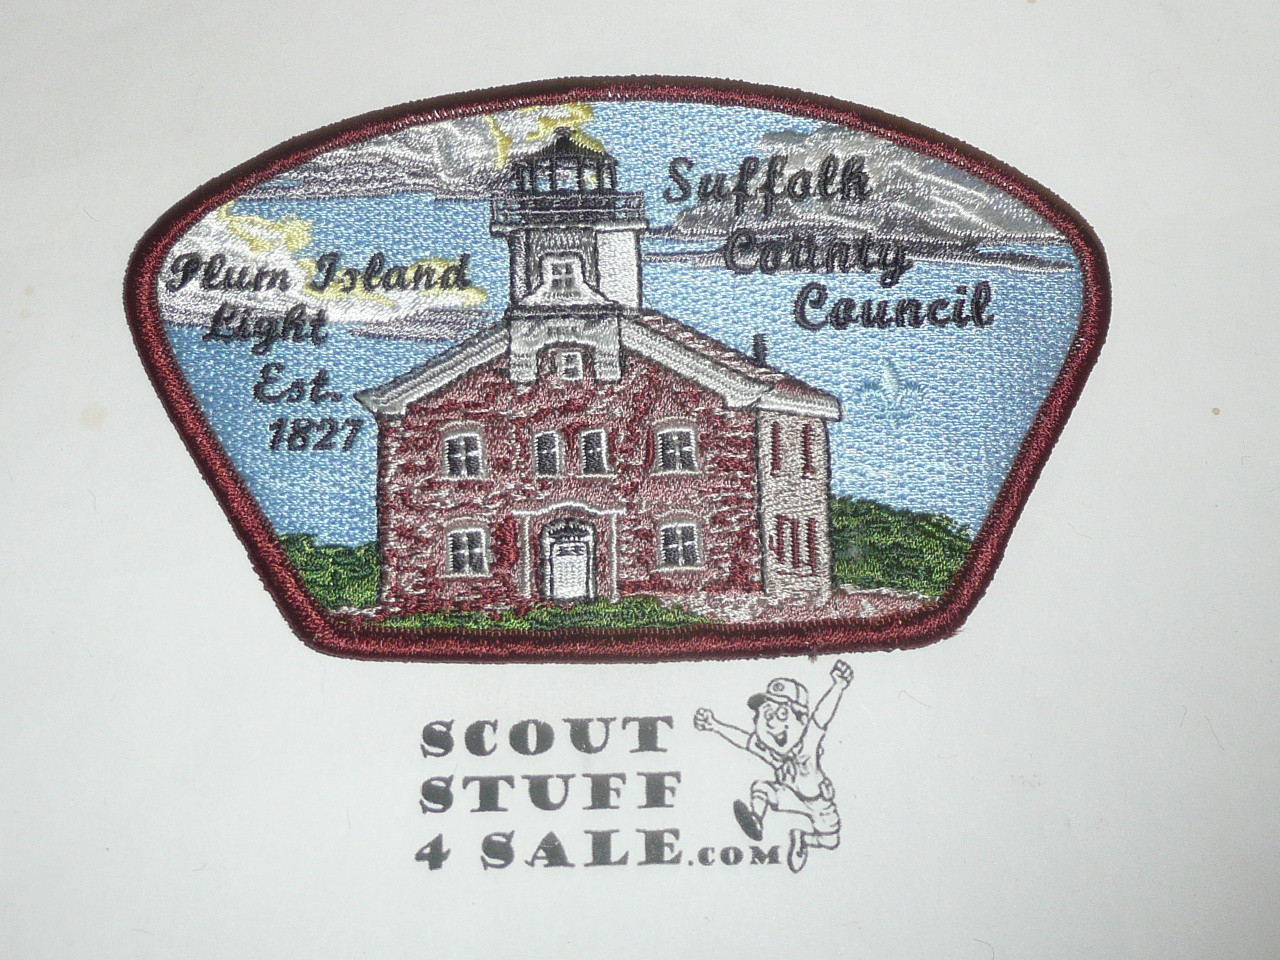 Plum Island
Light
Est.
1827
Suffolk
County
Council
SCOUT
STUFF
4 SALE.COM